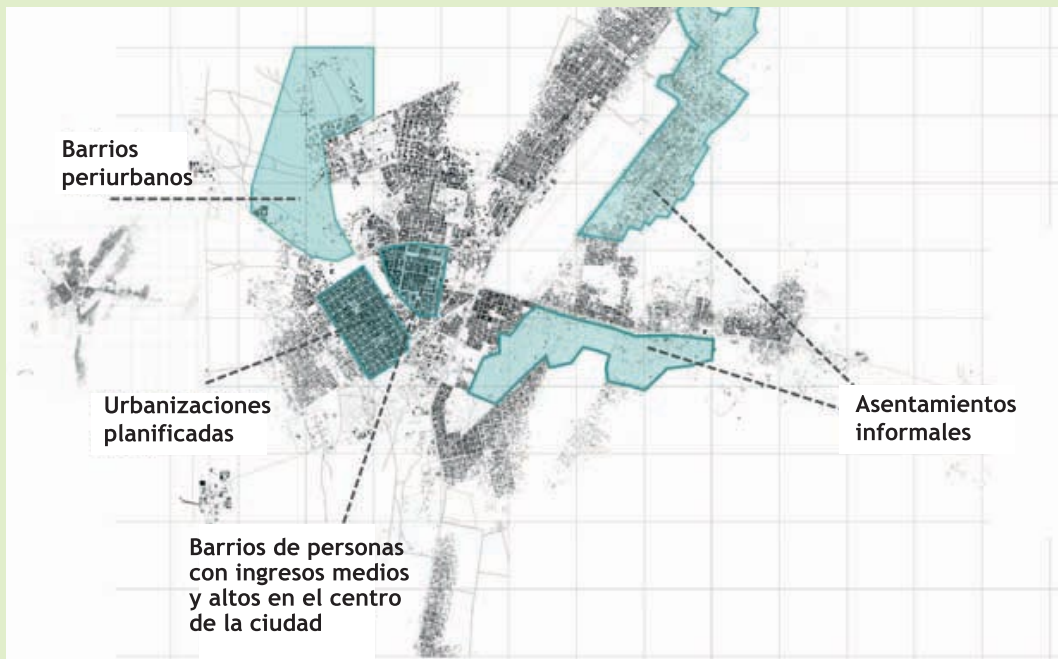 Barrios
periurbanos
Urbanizaciones
planificadas
Asentamientos
informales
Barrios de personas
con ingresos medios
y altos en el centro
de la ciudad